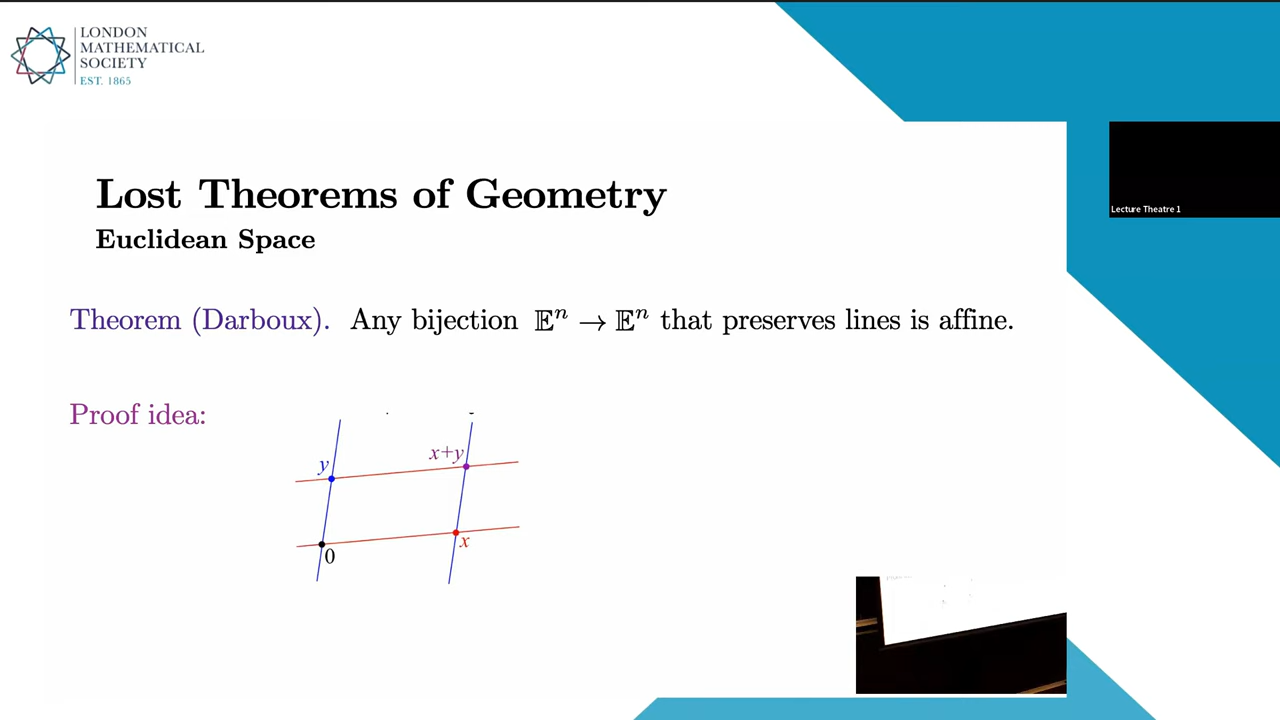 LONDON
MATHEMATICAL
SOCIETY
EST. 1865
Lecture Theatre 1
Lost Theorems of Geometry
Euclidean Space
Theorem (Darboux). Any bijection 𝔼ⁿ → 𝔼ⁿ that preserves lines is affine.
Proof idea:
y
x+y
0
x